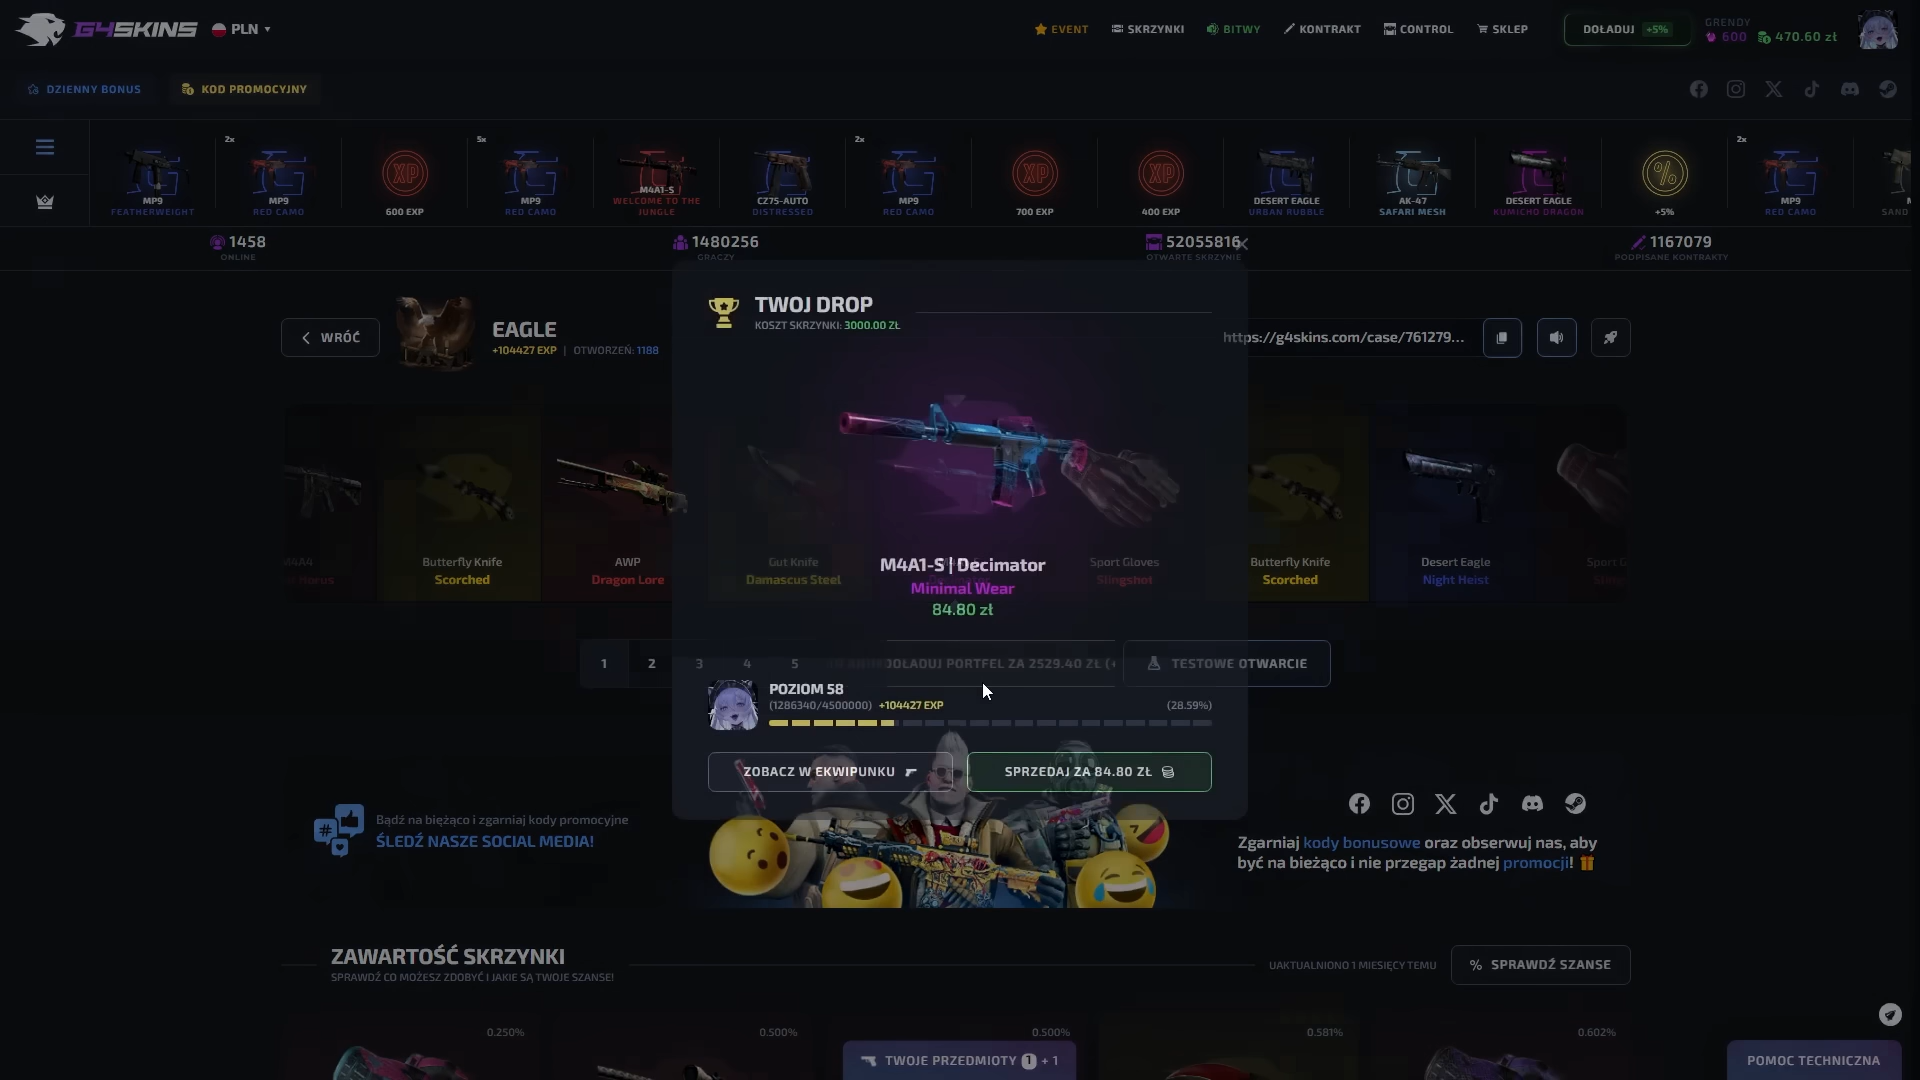 G4SKINS
PLN
EVENT
SKRZYNKI
BITWY
KONTRAKT
CONTROL
SKLEP
DOŁADUJ +5%
GRENDY
600
470.60 zł
DZIENNY BONUS
KOD PROMOCYJNY
MP9
FEATHERWEIGHT
2x
MP9
RED CAMO
XP
600 EXP
5x
MP9
RED CAMO
M4A1-S
WELCOME TO THE
JUNGLE
CZ75-AUTO
DISTRESSED
2x
MP9
RED CAMO
XP
700 EXP
XP
400 EXP
DESERT EAGLE
URBAN RUBBLE
AK-47
SAFARI MESH
DESERT EAGLE
KUMICHO DRAGON
%
+5%
2x
MP9
RED CAMO
SAND
1458
ONLINE
1480256
GRACZY
52055816
OTWARTE SKRZYNIE
1167079
PODPISANE KONTRAKTY
WRÓĆ
EAGLE
+104427 EXP | OTWORZEŃ: 1188
TWOJ DROP
KOSZT SKRZYNKI: 3000.00 ZŁ
https://g4skins.com/case/761279...
Butterfly Knife
Scorched
AWP
Dragon Lore
Gut Knife
Damascus Steel
M4A1-S | Decimator
Minimal Wear
84.80 zł
Sport Gloves
Slingshot
Butterfly Knife
Scorched
Desert Eagle
Night Heist
1
2
3
4
5
DOŁADUJ PORTFEL ZA 2529.40 ZŁ (+
TESTOWE OTWARCIE
POZIOM 58
(1286340/4500000) +104427 EXP
(28.59%)
ZOBACZ W EKWIPUNKU
SPRZEDAJ ZA 84.80 ZŁ
Bądź na bieżąco i zgarniaj kody promocyjne
ŚLEDŹ NASZE SOCIAL MEDIA!
Zgarniaj kody bonusowe oraz obserwuj nas, aby
być na bieżąco i nie przegap żadnej promocji!
ZAWARTOŚĆ SKRZYNKI
SPRAWDŹ CO MOŻESZ ZDOBYĆ I JAKIE SĄ TWOJE SZANSE!
UAKTUALNIONO 1 MIESIĘCY TEMU
% SPRAWDŹ SZANSE
0.250%
0.500%
0.500%
0.581%
0.602%
TWOJE PRZEDMIOTY 1 + 1
POMOC TECHNICZNA